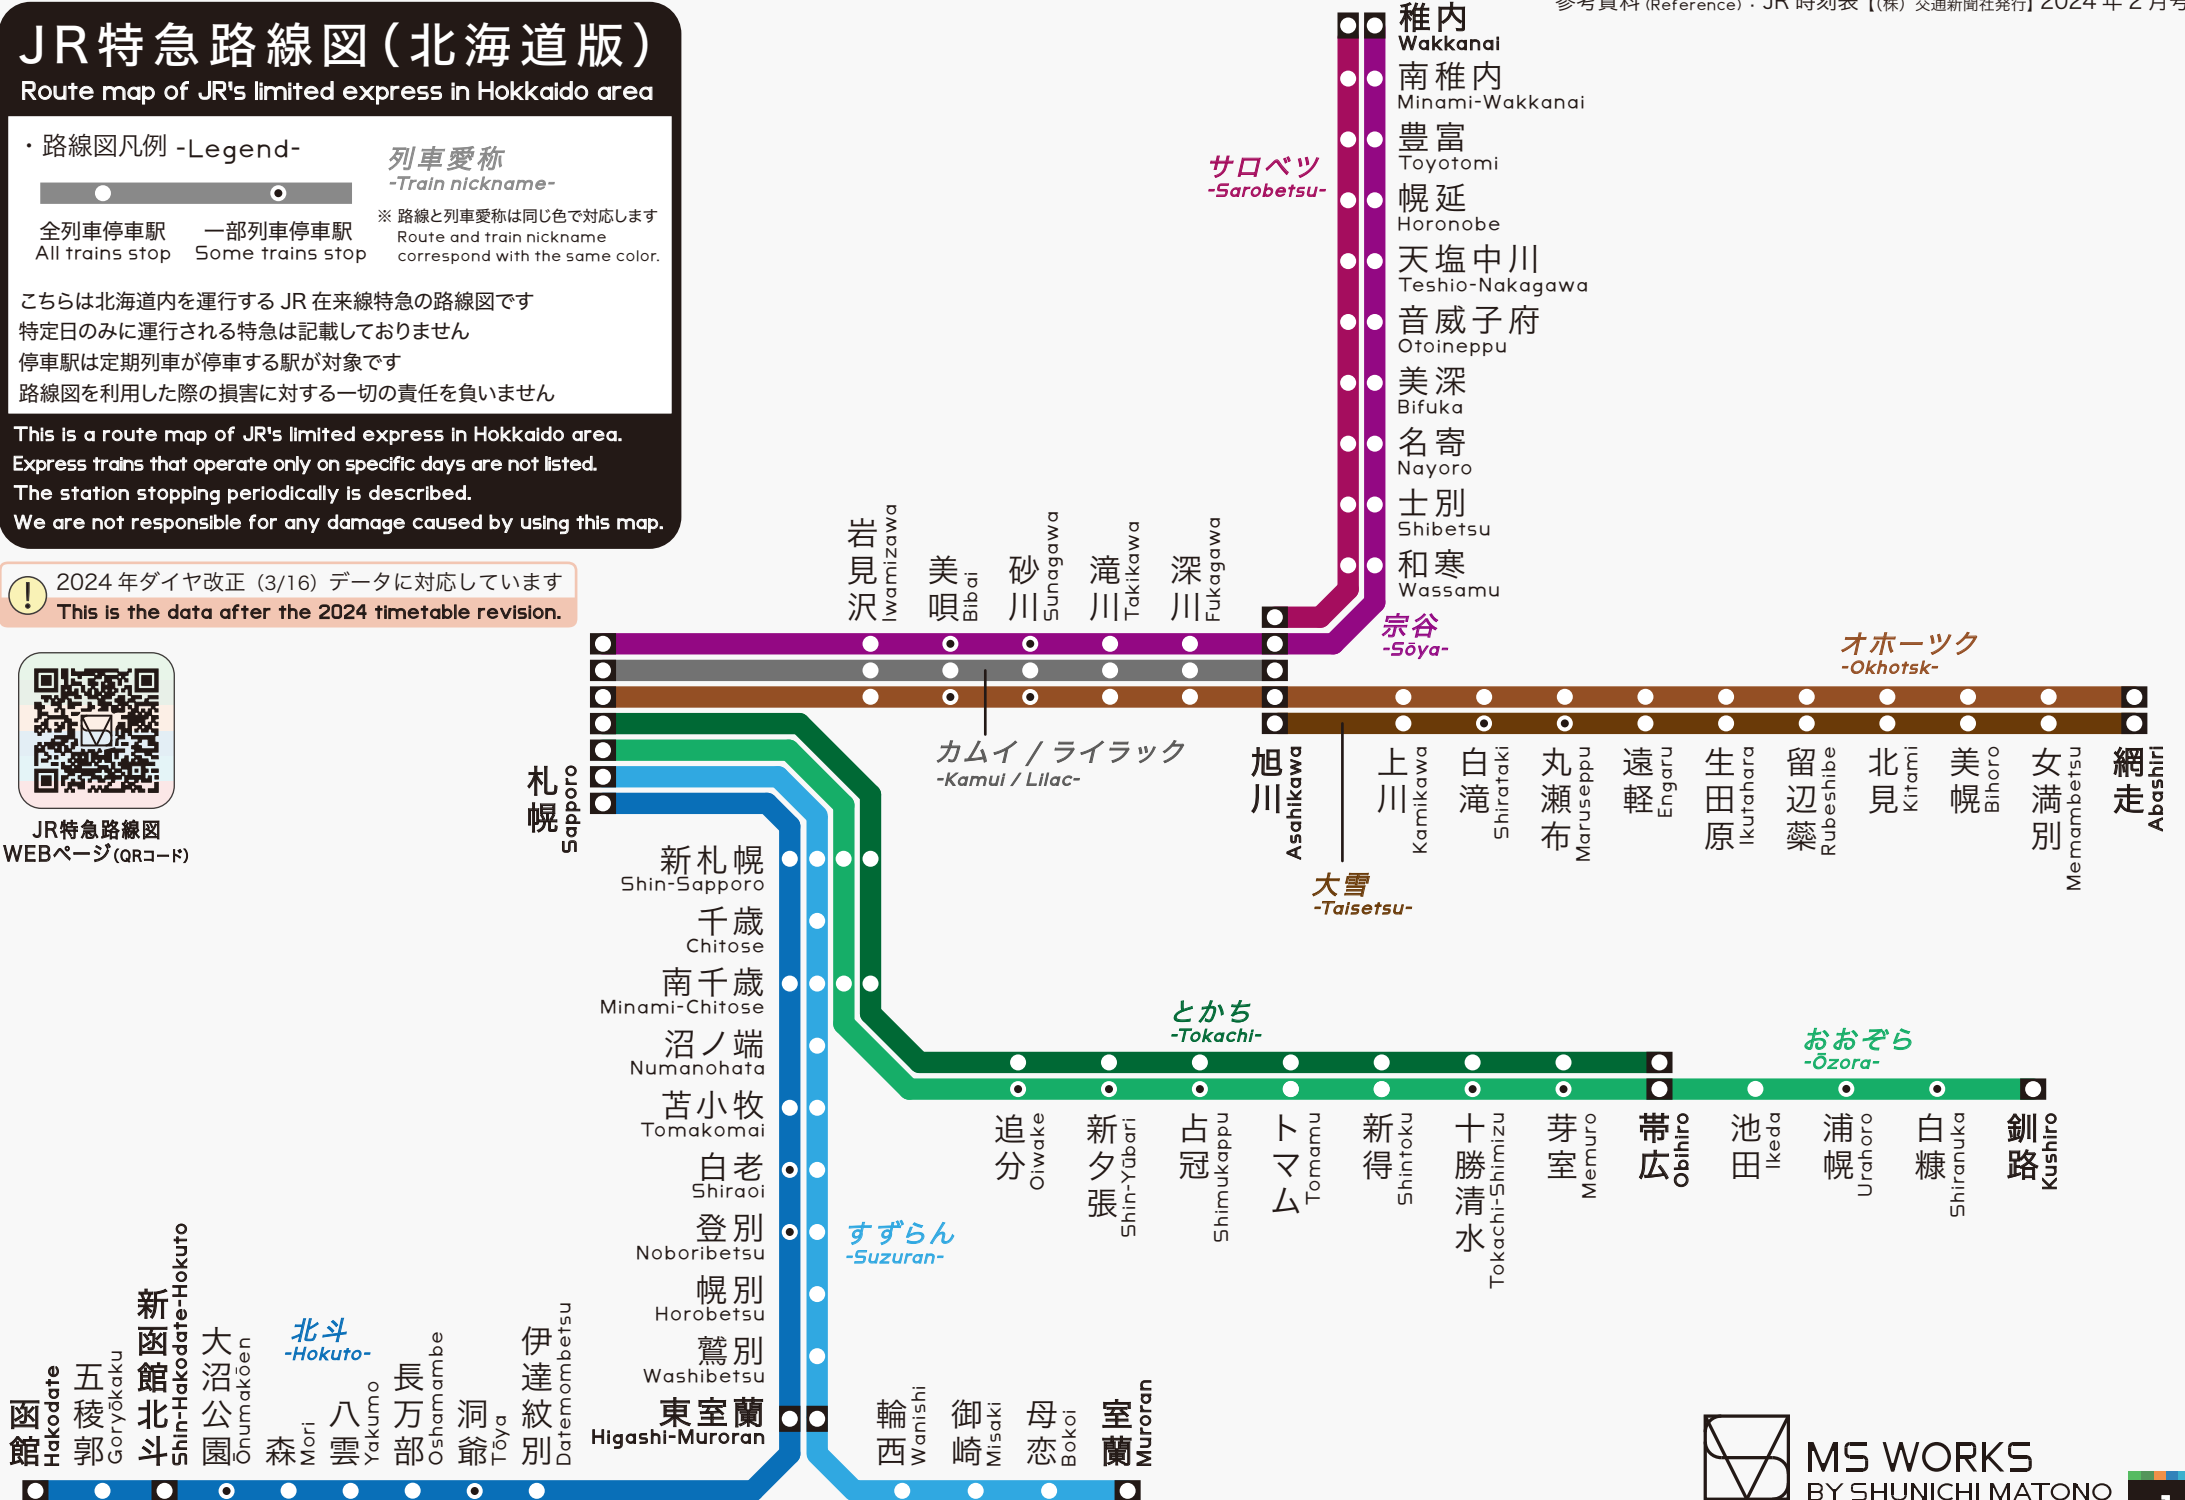 JR特急路線図（北海道版）
Route map of JR's limited express in Hokkaido area
・路線図凡例 -Legend-
全列車停車駅
All trains stop
一部列車停車駅
Some trains stop
列車愛称
-Train nickname-
※ 路線と列車愛称は同じ色で対応します
Route and train nickname
correspond with the same color.
こちらは北海道内を運行する JR 在来線特急の路線図です
特定日のみに運行される特急は記載しておりません
停車駅は定期列車が停車する駅が対象です
路線図を利用した際の損害に対する一切の責任を負いません
This is a route map of JR's limited express in Hokkaido area.
Express trains that operate only on specific days are not listed.
The station stopping periodically is described.
We are not responsible for any damage caused by using this map.
! 2024 年ダイヤ改正（3/16）データに対応しています
This is the data after the 2024 timetable revision.
JR特急路線図
WEBページ（QRコード）
参考資料 (Reference)：JR 時刻表【(株) 交通新聞社発行】2024 年 2 月号
稚内
Wakkanai
南稚内
Minami-Wakkanai
豊富
Toyotomi
幌延
Horonobe
天塩中川
Teshio-Nakagawa
音威子府
Otoineppu
美深
Bifuka
名寄
Nayoro
士別
Shibetsu
和寒
Wassamu
サロベツ
-Sarobetsu-
宗谷
-Sōya-
岩見沢
Iwamizawa
美唄
Bibai
砂川
Sunagawa
滝川
Takikawa
深川
Fukagawa
オホーツク
-Okhotsk-
カムイ / ライラック
-Kamui / Lilac-
大雪
-Taisetsu-
札幌
Sapporo
旭川
Asahikawa
上川
Kamikawa
白滝
Shirataki
丸瀬布
Maruseppu
遠軽
Engaru
生田原
Ikutahara
留辺蘂
Rubeshibe
北見
Kitami
美幌
Bihoro
女満別
Memambetsu
網走
Abashiri
新札幌
Shin-Sapporo
千歳
Chitose
南千歳
Minami-Chitose
沼ノ端
Numanohata
苫小牧
Tomakomai
白老
Shiraoi
登別
Noboribetsu
幌別
Horobetsu
鷲別
Washibetsu
東室蘭
Higashi-Muroran
とかち
-Tokachi-
おおぞら
-Ōzora-
追分
Oiwake
新夕張
Shin-Yūbari
占冠
Shimukappu
トマム
Tomamu
新得
Shintoku
十勝清水
Tokachi-Shimizu
芽室
Memuro
帯広
Obihiro
池田
Ikeda
浦幌
Urahoro
白糠
Shiranuka
釧路
Kushiro
すずらん
-Suzuran-
北斗
-Hokuto-
函館
Hakodate
五稜郭
Goryōkaku
新函館北斗
Shin-Hakodate-Hokuto
大沼公園
Ōnumakōen
森
Mori
八雲
Yakumo
長万部
Oshamambe
洞爺
Tōya
伊達紋別
Datemombetsu
輪西
Wanishi
御崎
Misaki
母恋
Bokoi
室蘭
Muroran
MS WORKS
BY SHUNICHI MATONO